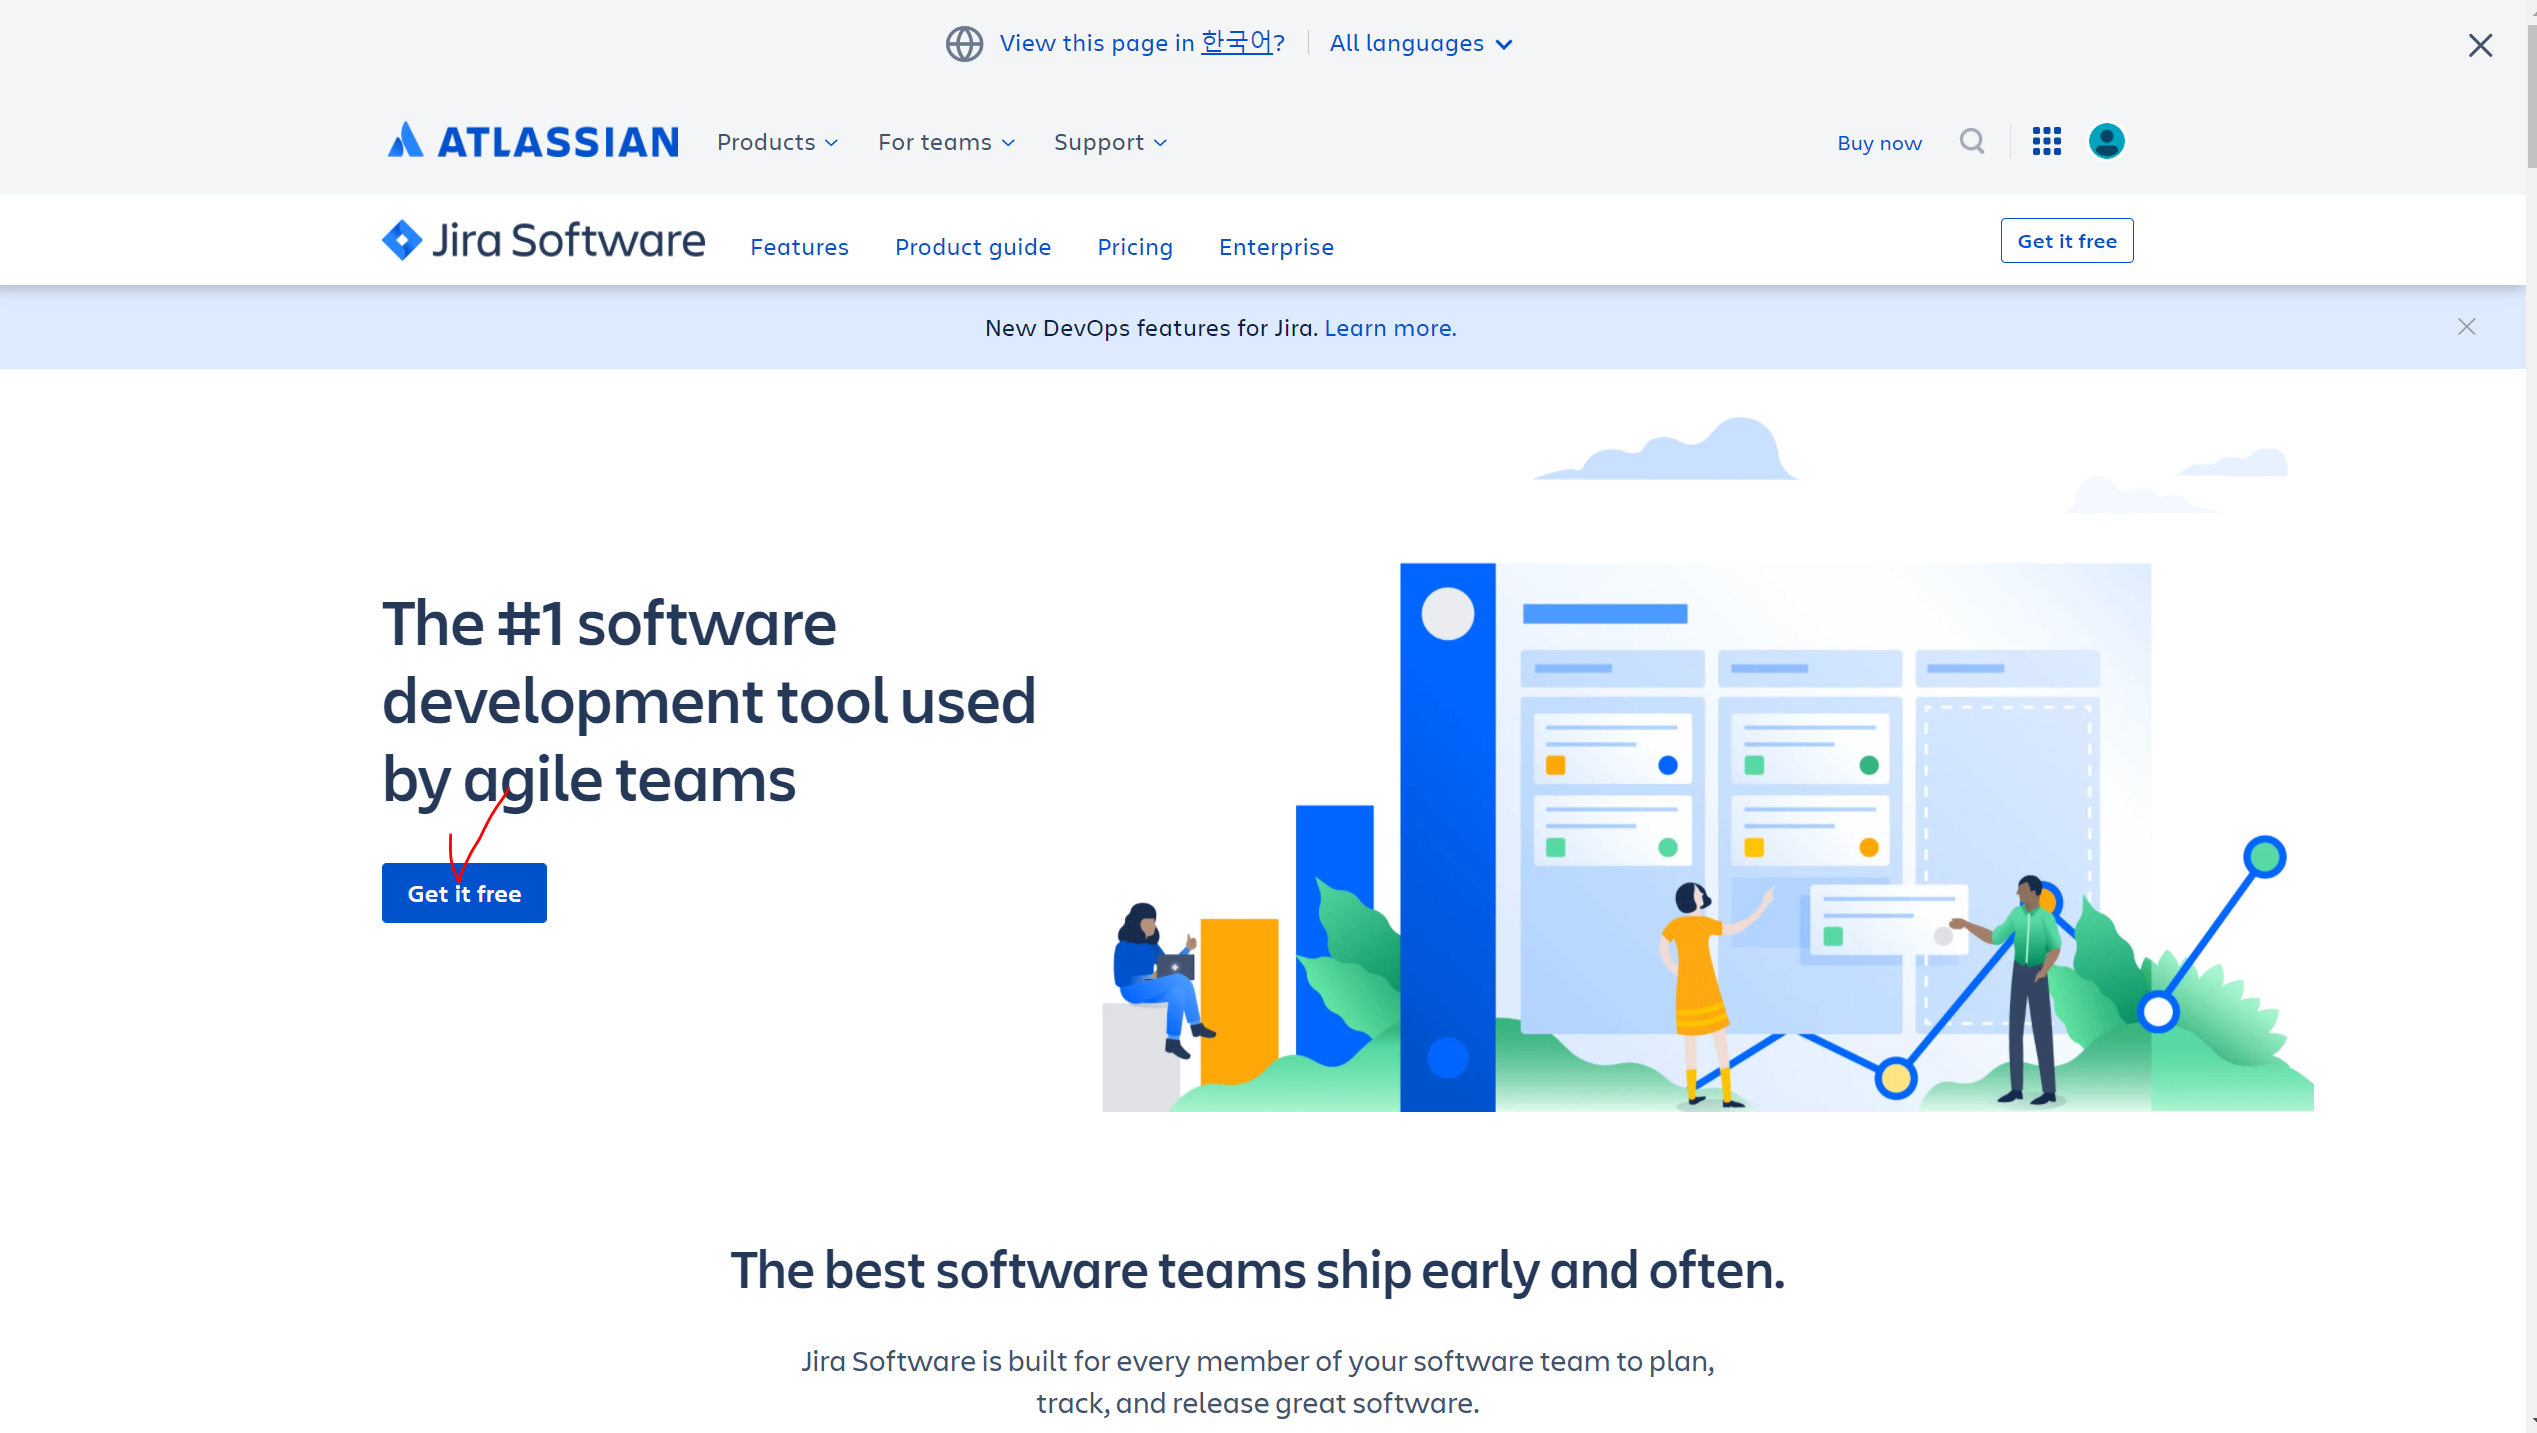 View this page in 한국어? All languages
ATLASSIAN Products For teams Support Buy now
Jira Software Features Product guide Pricing Enterprise Get it free
New DevOps features for Jira. Learn more.
The #1 software
development tool used
by agile teams
Get it free
The best software teams ship early and often.
Jira Software is built for every member of your software team to plan,
track, and release great software.